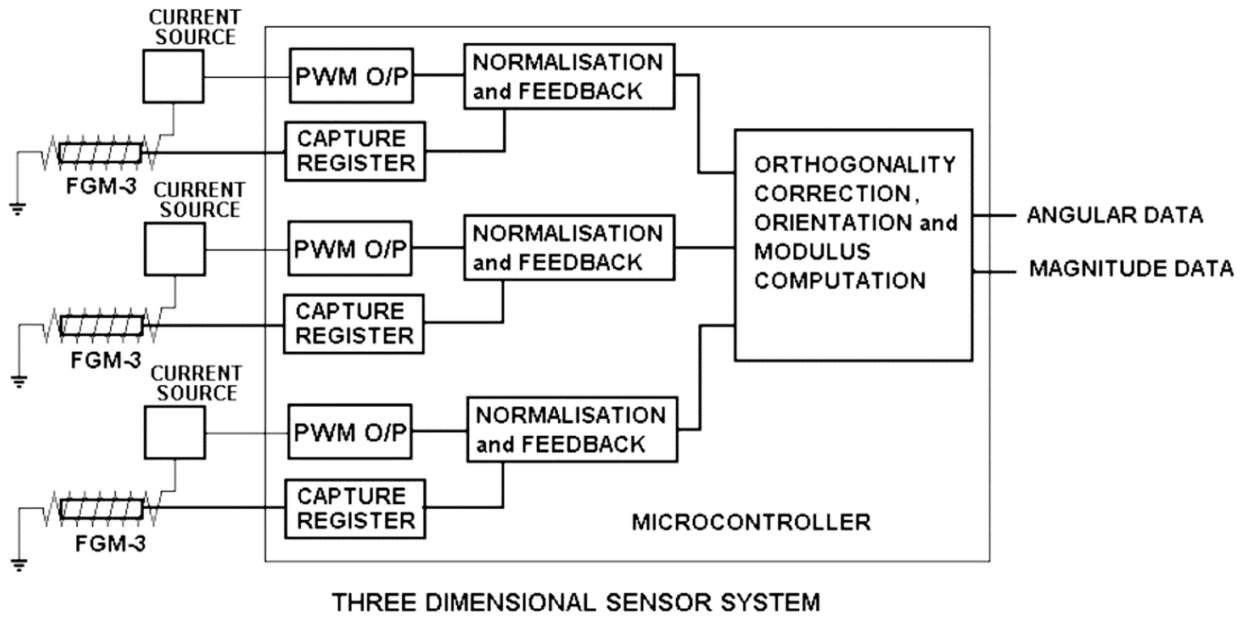 CURRENT
SOURCE
PWM O/P
NORMALISATION
and FEEDBACK
CAPTURE
REGISTER
FGM-3
CURRENT
SOURCE
PWM O/P
NORMALISATION
and FEEDBACK
CAPTURE
REGISTER
FGM-3
CURRENT
SOURCE
PWM O/P
NORMALISATION
and FEEDBACK
CAPTURE
REGISTER
FGM-3
ORTHOGONALITY
CORRECTION,
ORIENTATION and
MODULUS
COMPUTATION
ANGULAR DATA
MAGNITUDE DATA
MICROCONTROLLER
THREE DIMENSIONAL SENSOR SYSTEM